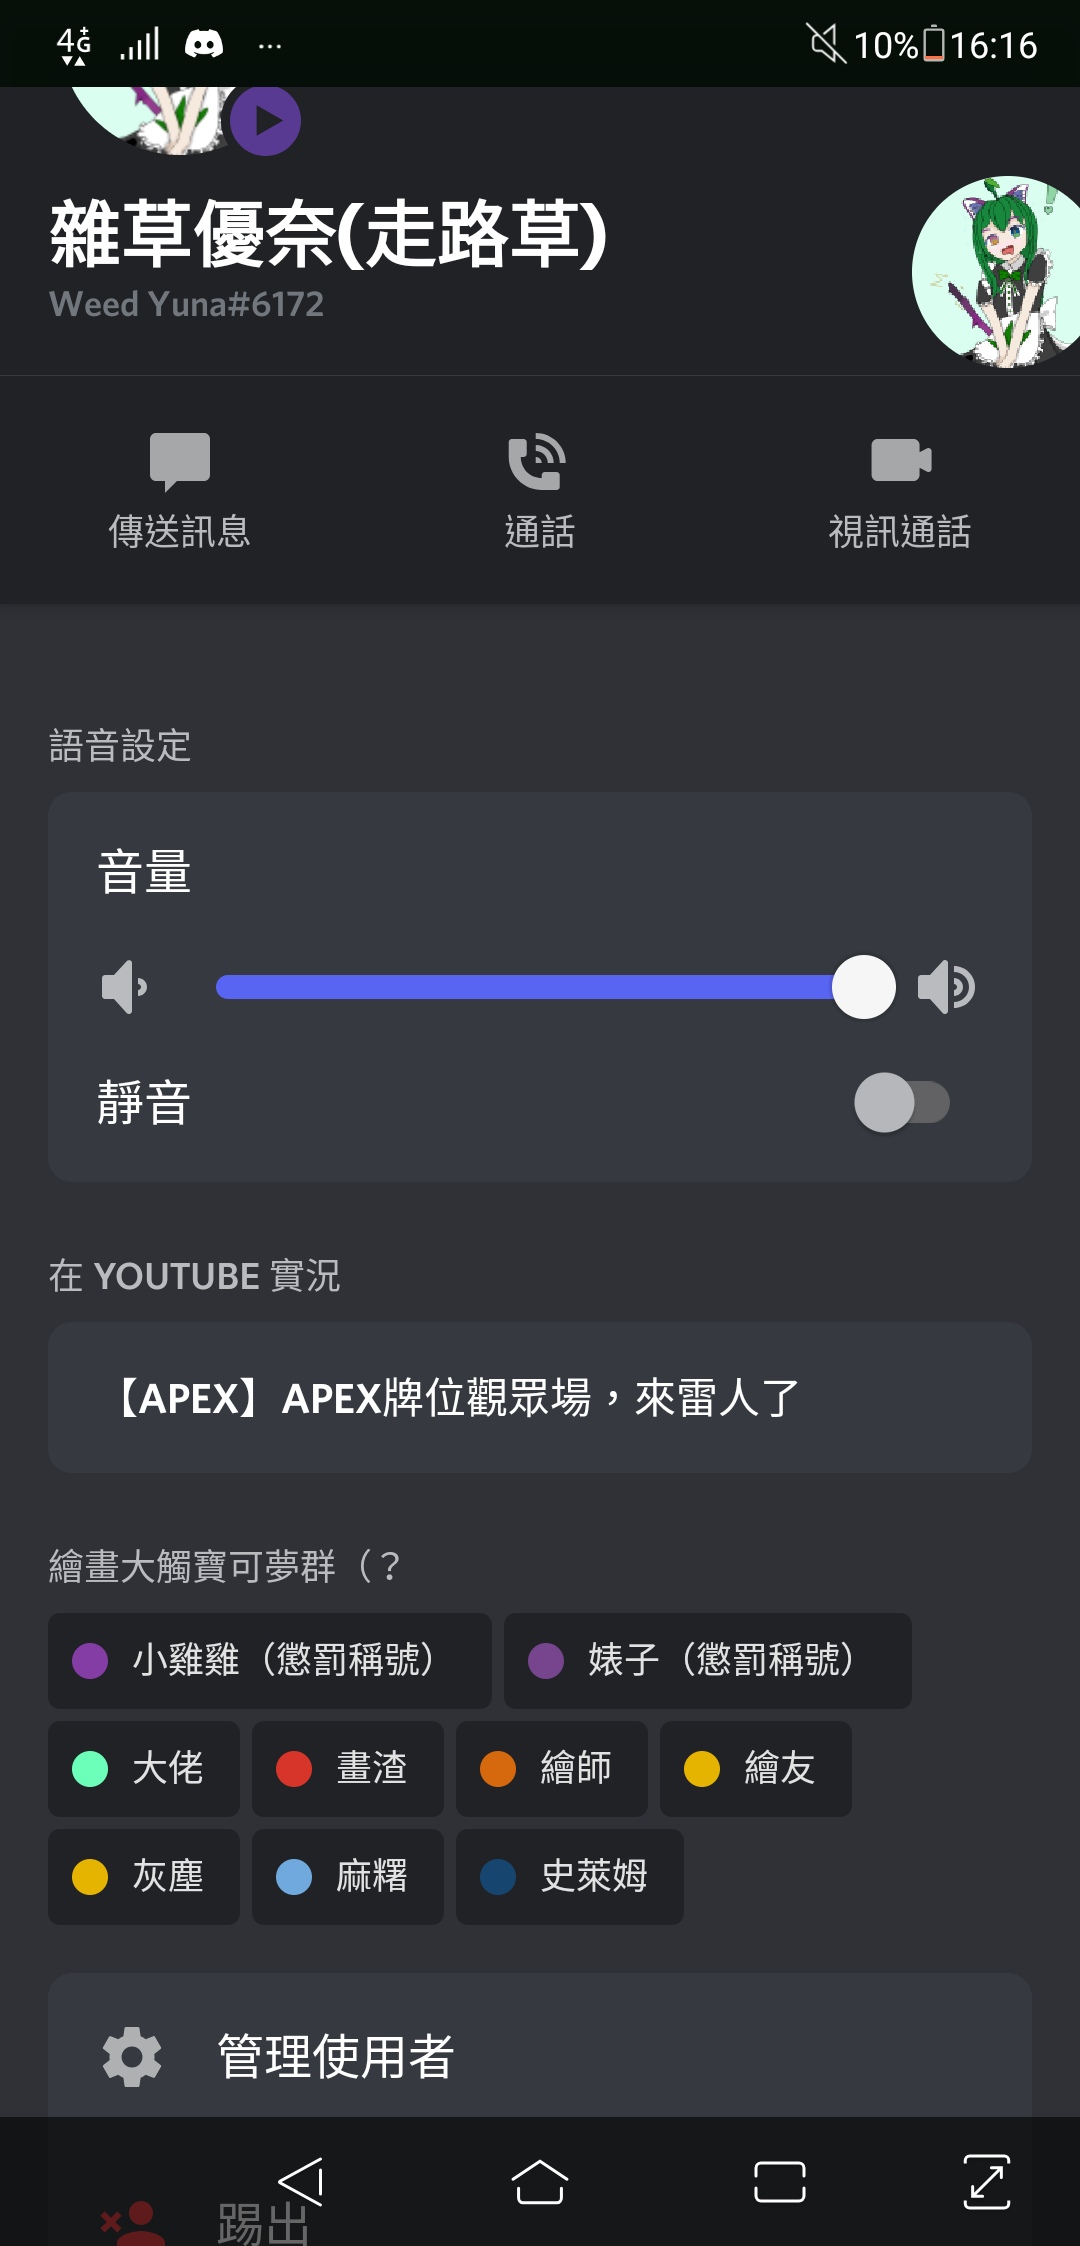 4G+ ... 10% 16:16
雜草優奈(走路草)
Weed Yuna#6172
傳送訊息 通話 視訊通話
語音設定
音量
靜音
在 YOUTUBE 實況
【APEX】APEX牌位觀眾場，來雷人了
繪畫大觸寶可夢群（？
小雞雞（懲罰稱號） 婊子（懲罰稱號）
大佬 畫渣 繪師 繪友
灰塵 麻糬 史萊姆
管理使用者
踢出